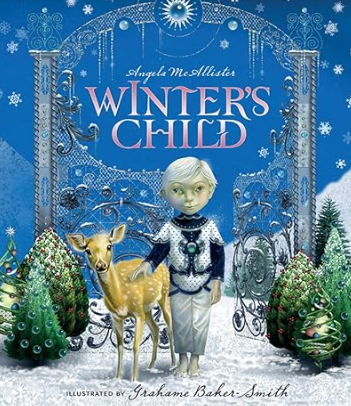 Angela McAllister
WINTER'S
CHILD
ILLUSTRATED BY Grahame Baker-Smith